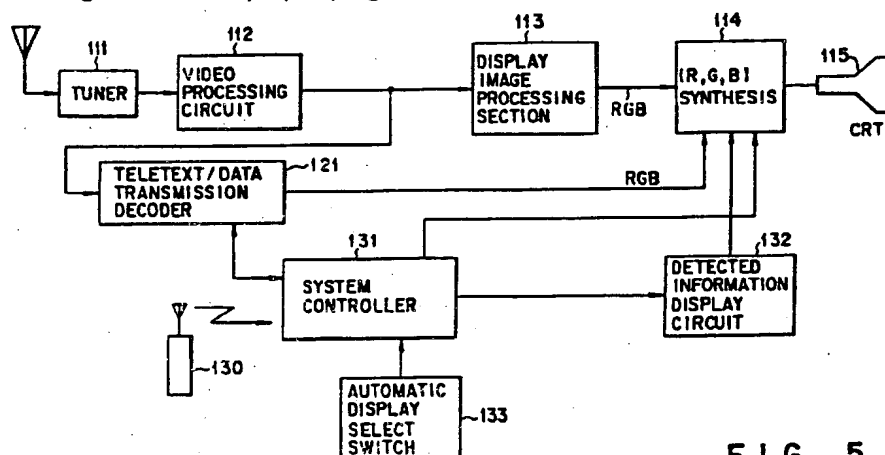 111
TUNER
112
VIDEO
PROCESSING
CIRCUIT
113
DISPLAY
IMAGE
PROCESSING
SECTION
RGB
114
[R,G,B]
SYNTHESIS
115
CRT
121
TELETEXT/DATA
TRANSMISSION
DECODER
RGB
131
SYSTEM
CONTROLLER
132
DETECTED
INFORMATION
DISPLAY
CIRCUIT
130
AUTOMATIC
DISPLAY
SELECT
SWITCH
133
FIG. 5